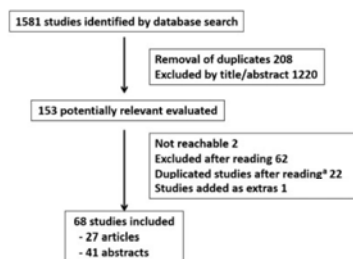 1581 studies identified by database search
Removal of duplicates 208
Excluded by title/abstract 1220
153 potentially relevant evaluated
Not reachable 2
Excluded after reading 62
Duplicated studies after readingª 22
Studies added as extras 1
68 studies included
- 27 articles
- 41 abstracts